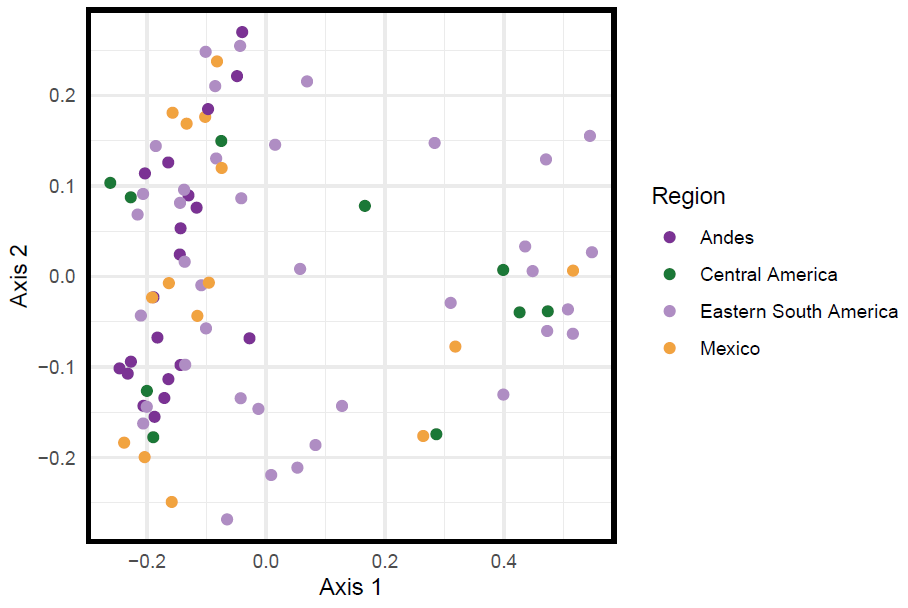 0.2
0.1
0.0
−0.1
−0.2
Axis 2
−0.2
0.0
0.2
0.4
Axis 1
Region
Andes
Central America
Eastern South America
Mexico